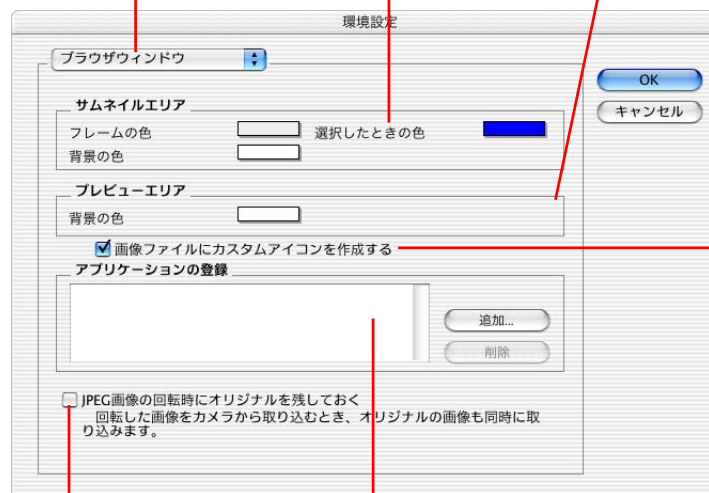 環境設定
ブラウザウィンドウ
OK
キャンセル
サムネイルエリア
フレームの色
選択したときの色
背景の色
プレビューエリア
背景の色
画像ファイルにカスタムアイコンを作成する
アプリケーションの登録
追加...
削除
JPEG画像の回転時にオリジナルを残しておく
回転した画像をカメラから取り込むとき、オリジナルの画像も同時に取
り込みます。